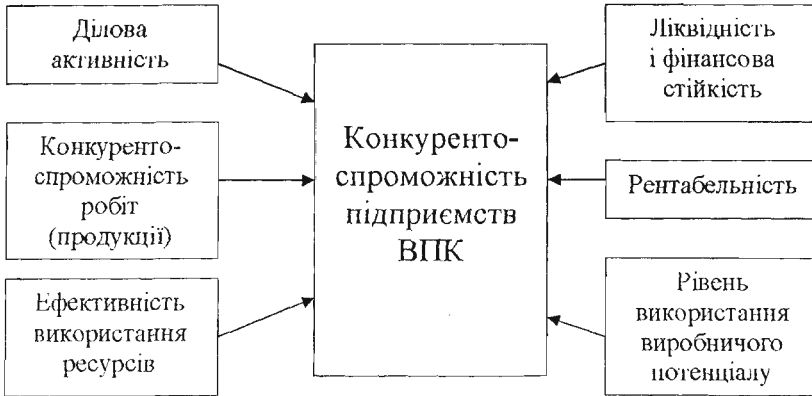 Ділова
активність
Конкуренто-
спроможність
робіт
(продукції)
Ефективність
використання
ресурсів
Конкуренто-
спроможність
підприємств
ВПК
Ліквідність
і фінансова
стійкість
Рентабельність
Рівень
використання
виробничого
потенціалу